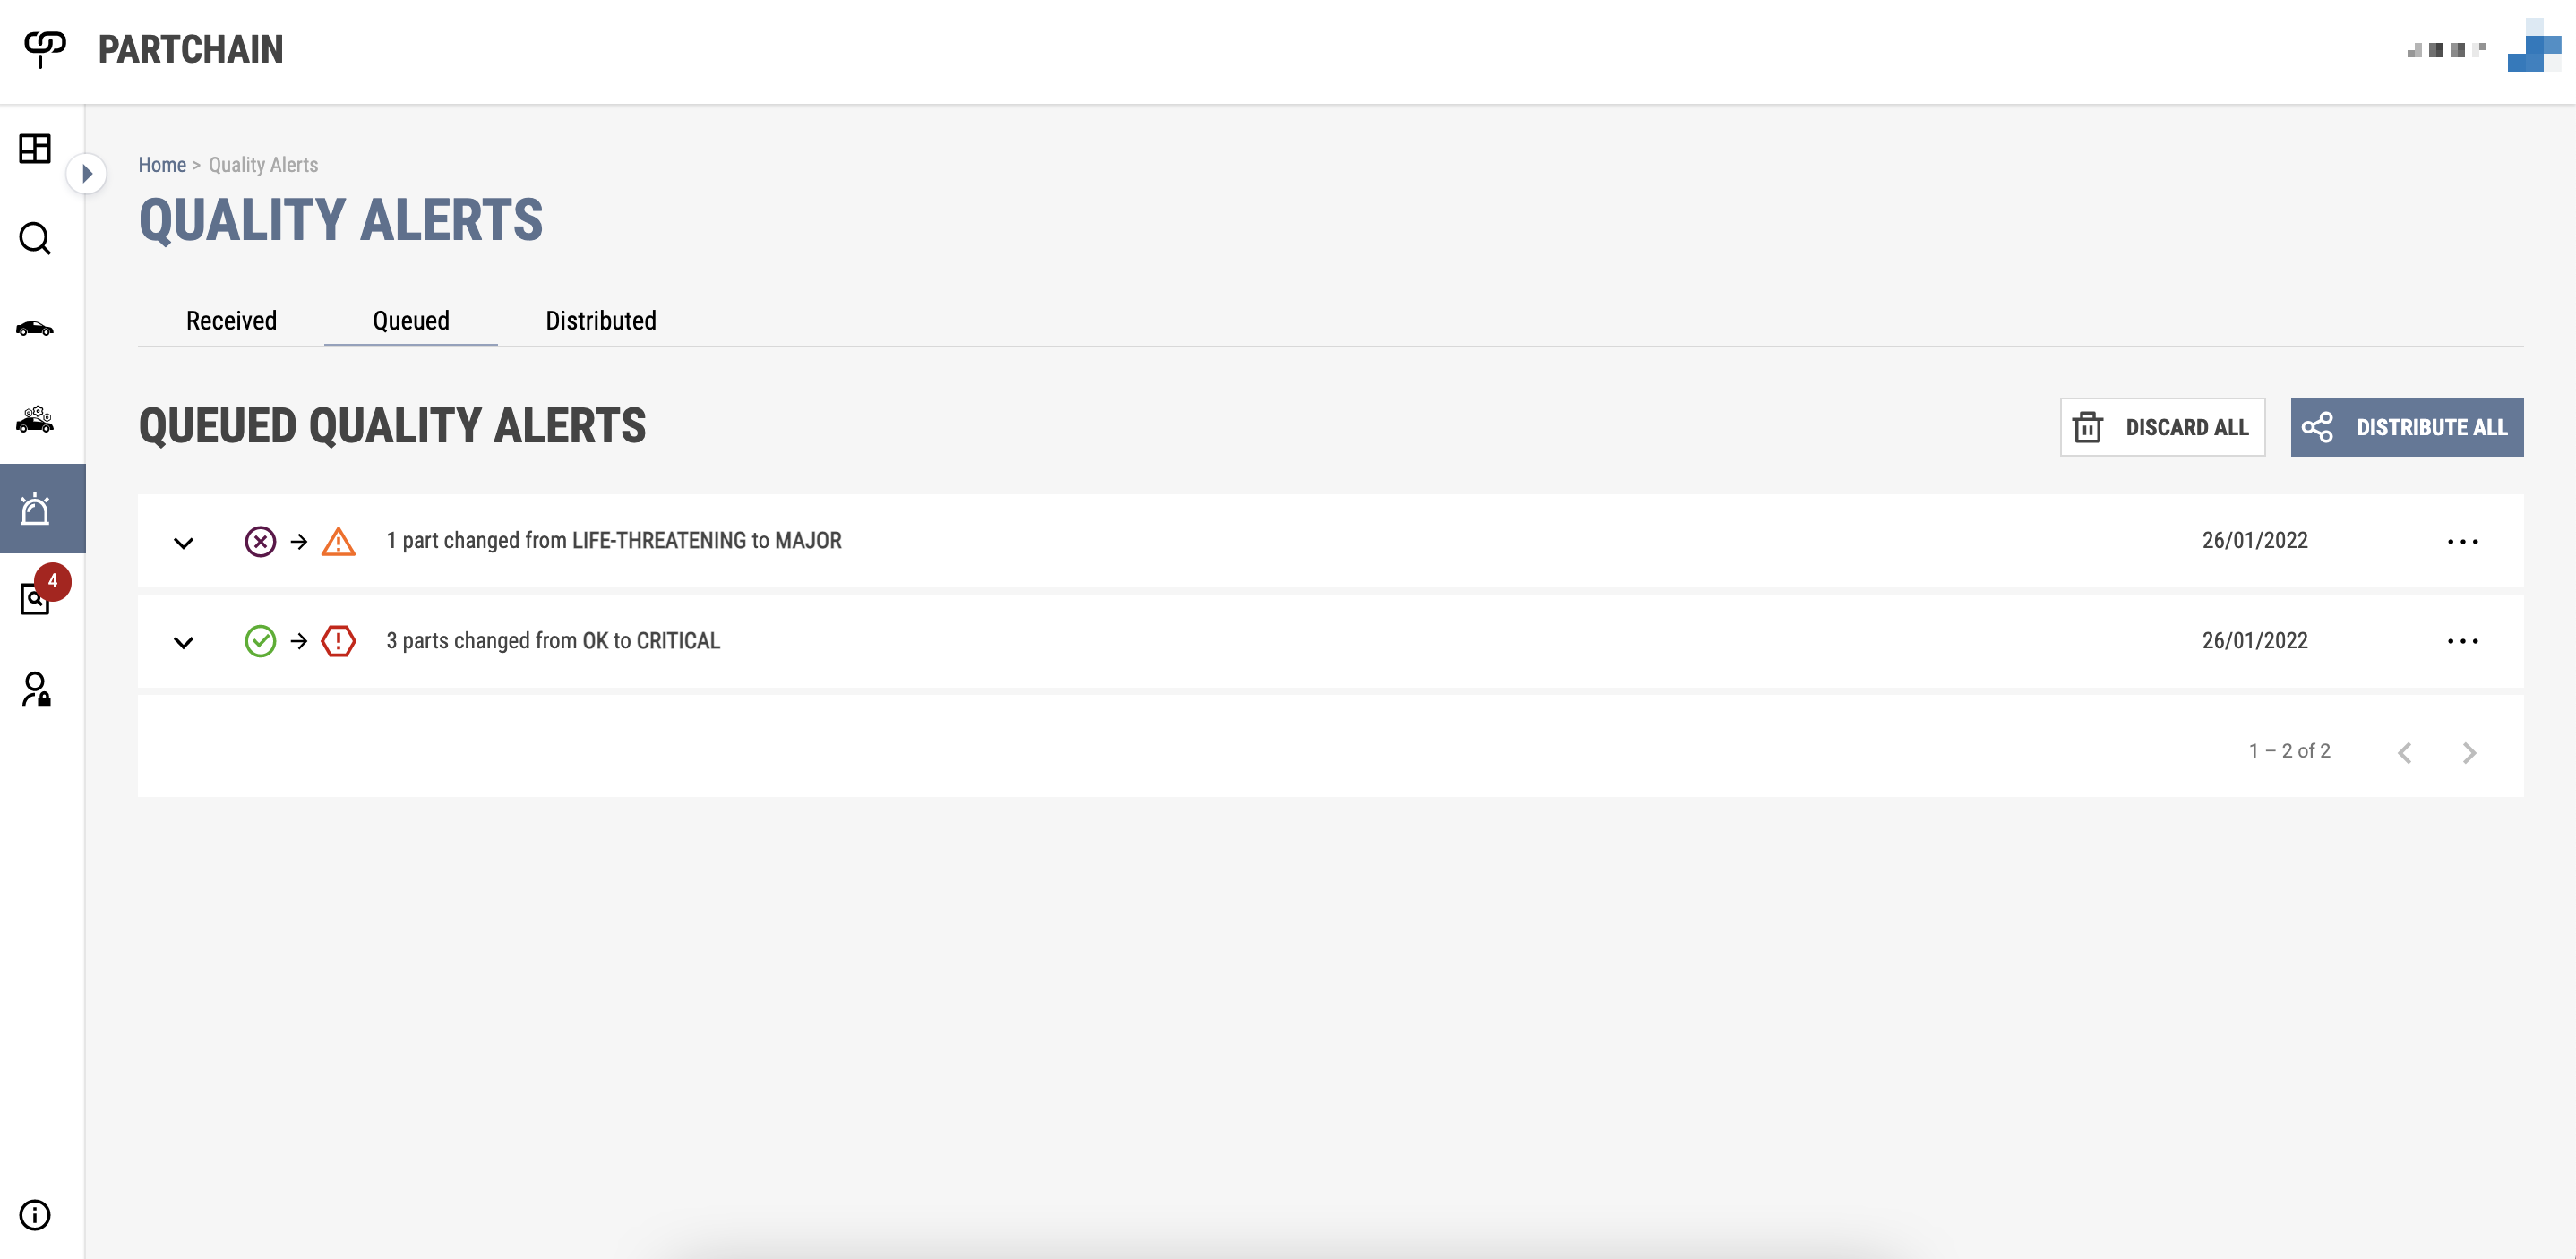 PARTCHAIN
Home > Quality Alerts
QUALITY ALERTS
Received Queued Distributed
QUEUED QUALITY ALERTS
DISCARD ALL
DISTRIBUTE ALL
1 part changed from LIFE-THREATENING to MAJOR 26/01/2022
3 parts changed from OK to CRITICAL 26/01/2022
4
1 – 2 of 2